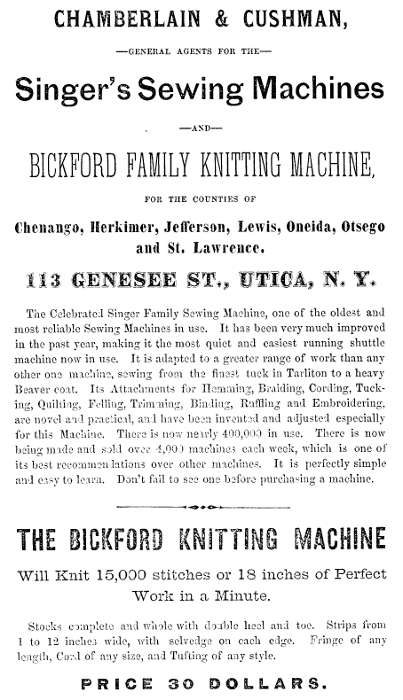 CHAMBERLAIN & CUSHMAN,
—GENERAL AGENTS FOR THE—
Singer's Sewing Machines
—AND—
BICKFORD FAMILY KNITTING MACHINE,
FOR THE COUNTIES OF
Chenango, Herkimer, Jefferson, Lewis, Oneida, Otsego
and St. Lawrence.
113 GENESEE ST., UTICA, N. Y.
The Celebrated Singer Family Sewing Machine, one of the oldest and
most reliable Sewing Machines in use. It has been very much improved
in the past year, making it the most quiet and easiest running shuttle
machine now in use. It is adapted to a greater range of work than any
other one machine, sewing from the finest tuck in Tarlton to a heavy
Beaver coat. Its Attachments for Hemming, Braiding, Cording, Tuck-
ing, Quilting, Felling, Trimming, Binding, Ruffling and Embroidering,
are novel and practical, and have been invented and adjusted especially
for this Machine. There is now nearly 400,000 in use. There is now
being made and sold over 4,000 machines each week, which is one of
its best recommendations over other machines. It is perfectly simple
and easy to learn. Don't fail to see one before purchasing a machine.
THE BICKFORD KNITTING MACHINE
Will Knit 15,000 stitches or 18 inches of Perfect
Work in a Minute.
Stocks complete and whole with double heel and toe. Strips from
1 to 12 inches wide, with selvedge on each edge. Fringe of any
length, Cord of any size, and Tufting of any style.
PRICE 30 DOLLARS.